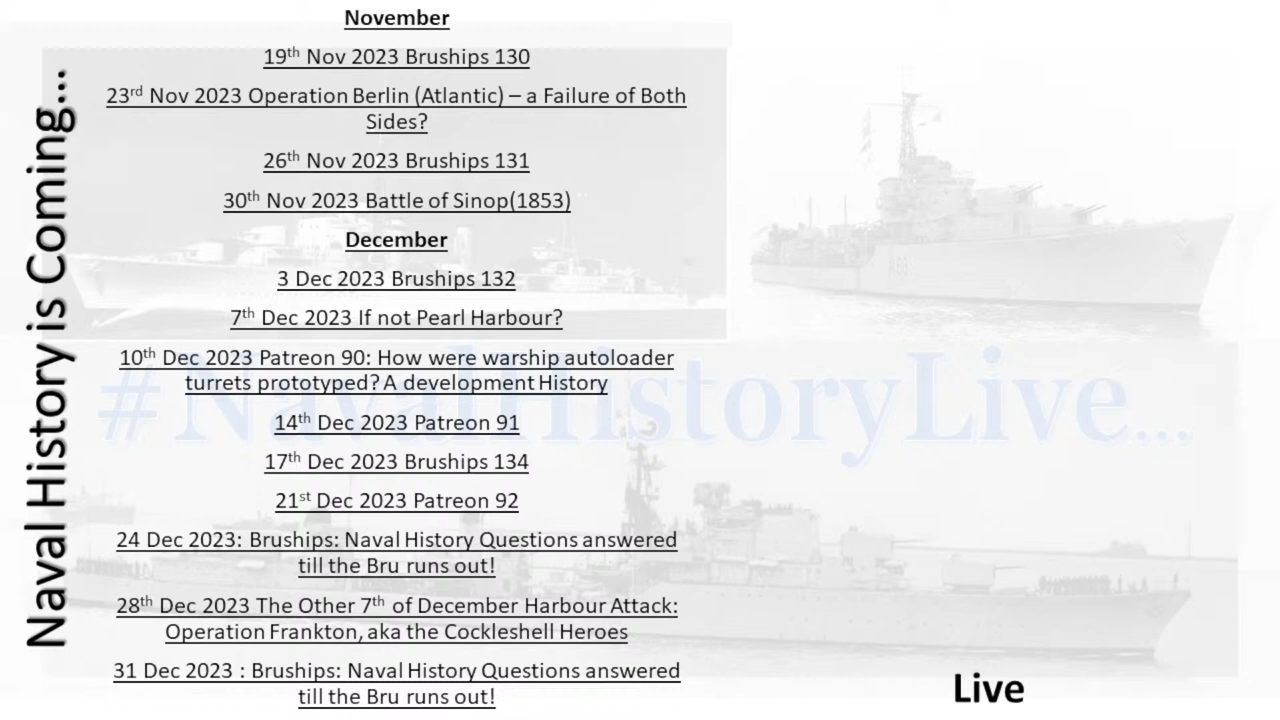 Naval History is Coming...
November
19th Nov 2023 Bruships 130
23rd Nov 2023 Operation Berlin (Atlantic) – a Failure of Both
Sides?
26th Nov 2023 Bruships 131
30th Nov 2023 Battle of Sinop(1853)
December
3 Dec 2023 Bruships 132
7th Dec 2023 If not Pearl Harbour?
10th Dec 2023 Patreon 90: How were warship autoloader
turrets prototyped? A development History
14th Dec 2023 Patreon 91
17th Dec 2023 Bruships 134
21st Dec 2023 Patreon 92
24 Dec 2023: Bruships: Naval History Questions answered
till the Bru runs out!
28th Dec 2023 The Other 7th of December Harbour Attack:
Operation Frankton, aka the Cockleshell Heroes
31 Dec 2023 : Bruships: Naval History Questions answered
till the Bru runs out!
#NavalHistoryLive...
Live